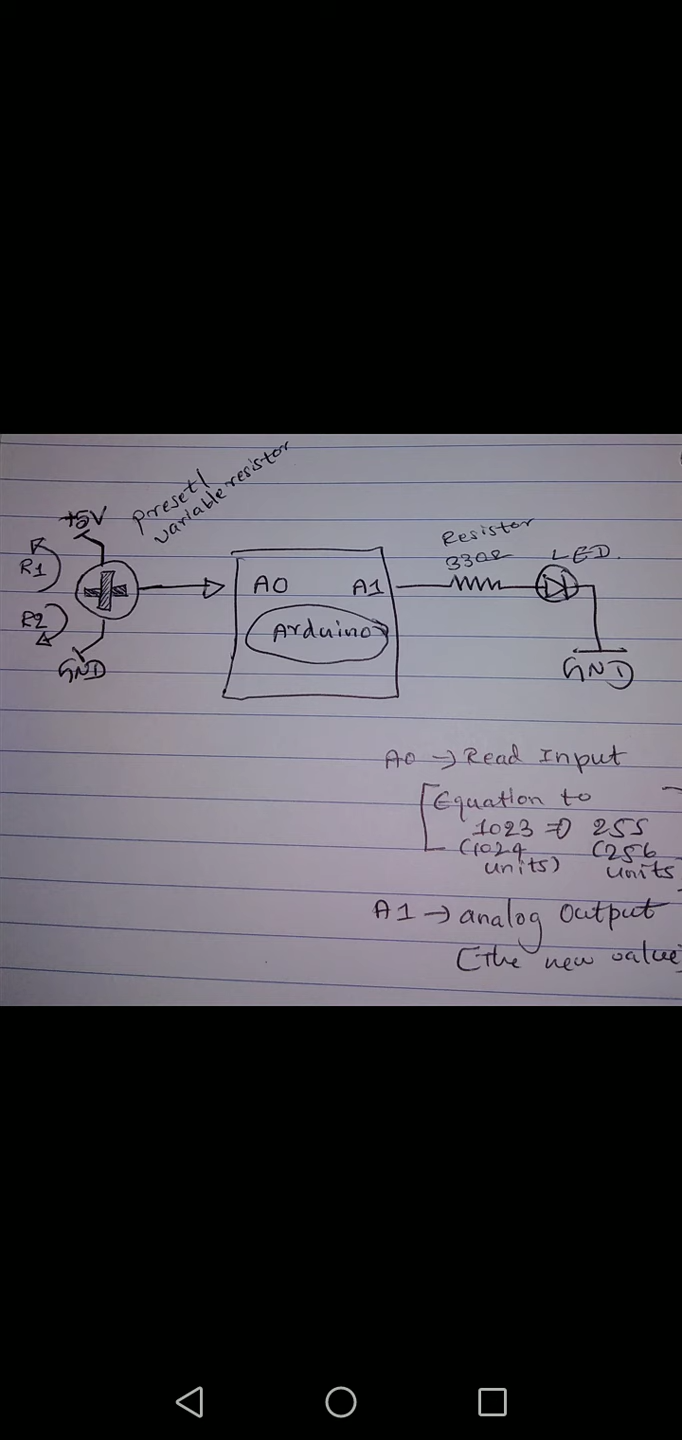 +5V
preset/
variable resistor
R1
R2
GND
A0
A1
Arduino
Resistor
330Ω
LED.
GND
A0 → Read Input
[Equation to
1023 ⇒ 255
(1024 (256
units) units
A1 → analog output
(The new value